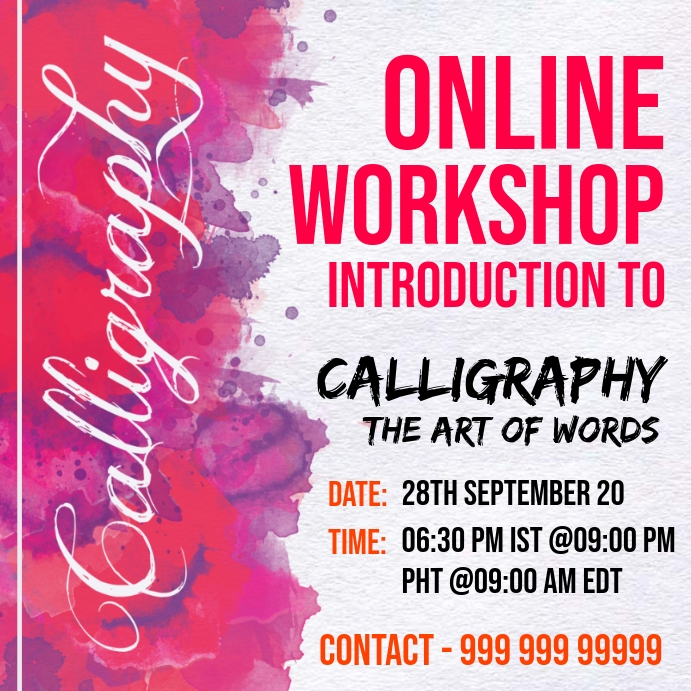 Calligraphy
ONLINE
WORKSHOP
INTRODUCTION TO
CALLIGRAPHY
THE ART OF WORDS
DATE: 28TH SEPTEMBER 20
TIME: 06:30 PM IST @09:00 PM
PHT @09:00 AM EDT
CONTACT - 999 999 99999